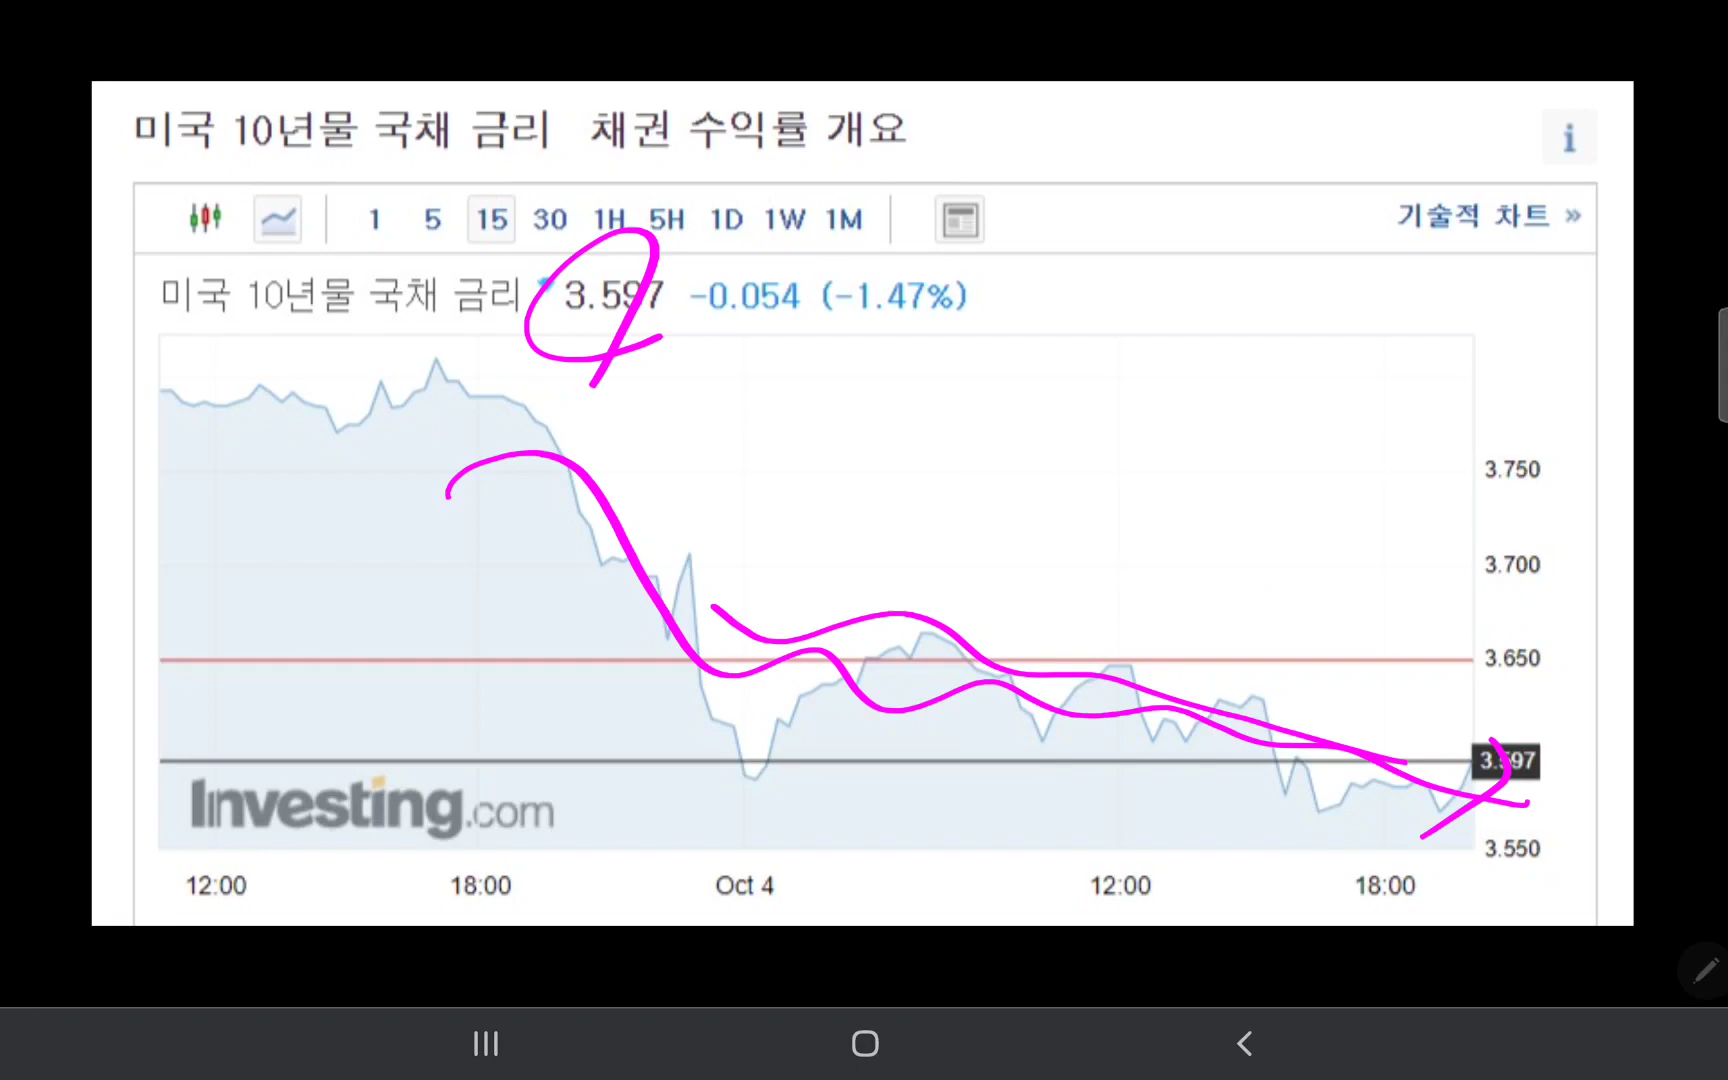 미국 10년물 국채 금리 채권 수익률 개요
i
1 5 15 30 1H 5H 1D 1W 1M
기술적 차트 »
미국 10년물 국채 금리 3.597 -0.054 (-1.47%)
3.750
3.700
3.650
3.597
3.550
Investing.com
12:00 18:00 Oct 4 12:00 18:00